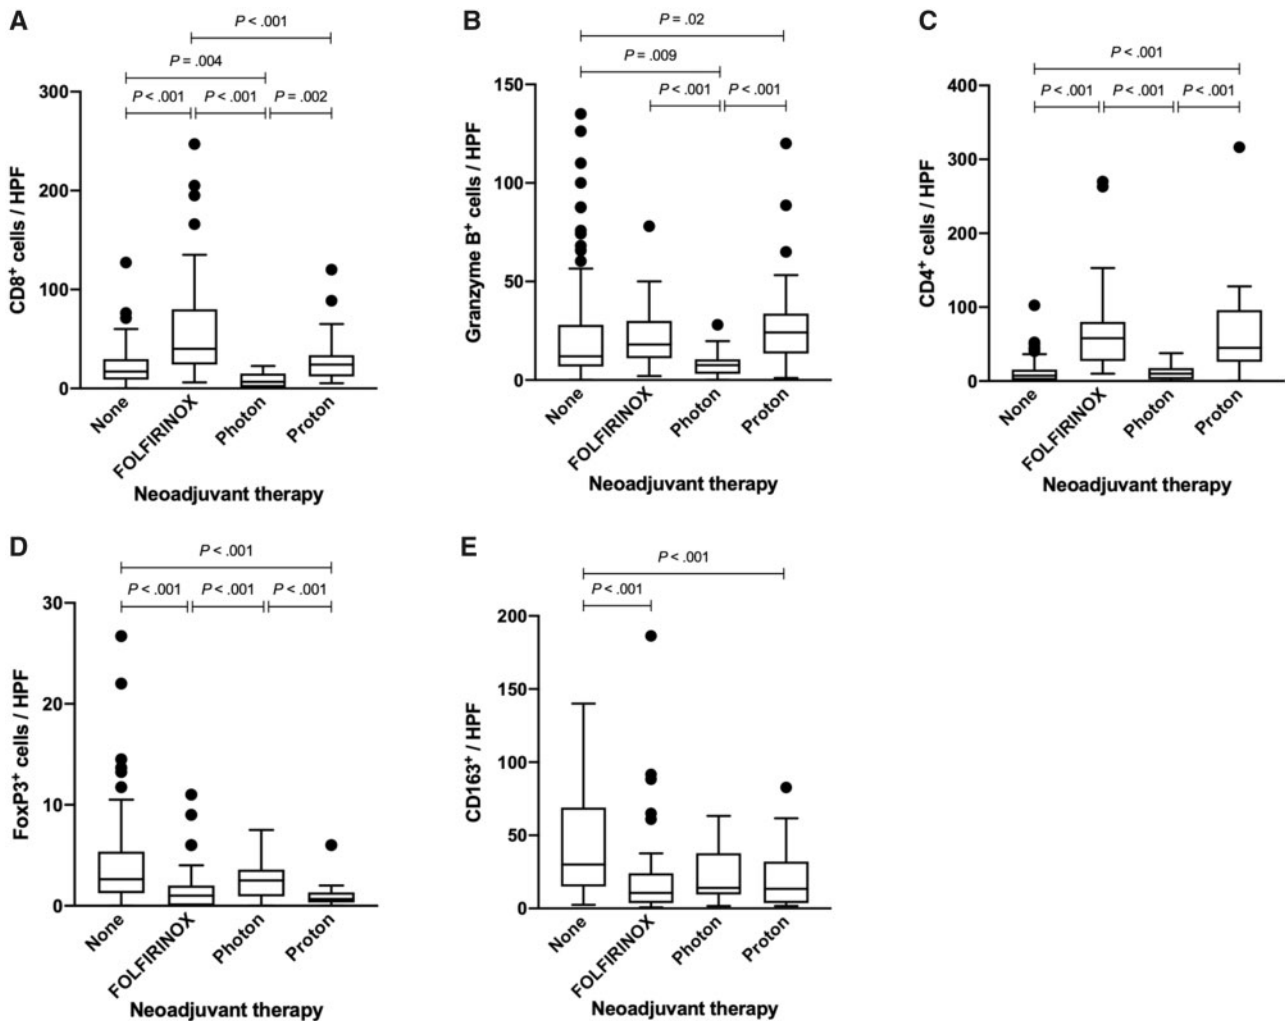 A
P < .001
P = .004
P < .001
P < .001
P = .002
300
200
100
0
CD8⁺ cells / HPF
None
FOLFIRINOX
Photon
Proton
Neoadjuvant therapy
B
P = .02
P = .009
P < .001
P < .001
150
100
50
0
Granzyme B⁺ cells / HPF
None
FOLFIRINOX
Photon
Proton
Neoadjuvant therapy
C
P < .001
P < .001
P < .001
P < .001
400
300
200
100
0
CD4⁺ cells / HPF
None
FOLFIRINOX
Photon
Proton
Neoadjuvant therapy
D
P < .001
P < .001
P < .001
P < .001
30
20
10
0
FoxP3⁺ cells / HPF
None
FOLFIRINOX
Photon
Proton
Neoadjuvant therapy
E
P < .001
P < .001
200
150
100
50
0
CD163⁺ / HPF
None
FOLFIRINOX
Photon
Proton
Neoadjuvant therapy